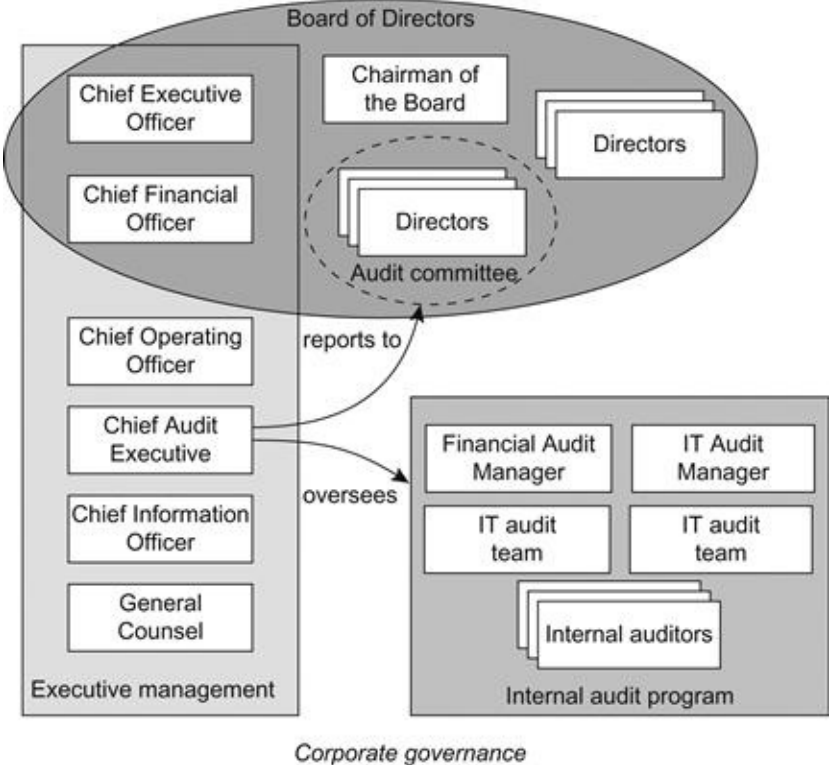 Board of Directors
Chief Executive
Officer
Chairman of
the Board
Directors
Chief Financial
Officer
Directors
Audit committee
Chief Operating
Officer
reports to
Chief Audit
Executive
oversees
Financial Audit
Manager
IT Audit
Manager
Chief Information
Officer
IT audit
team
IT audit
team
General
Counsel
Internal auditors
Executive management
Internal audit program
Corporate governance